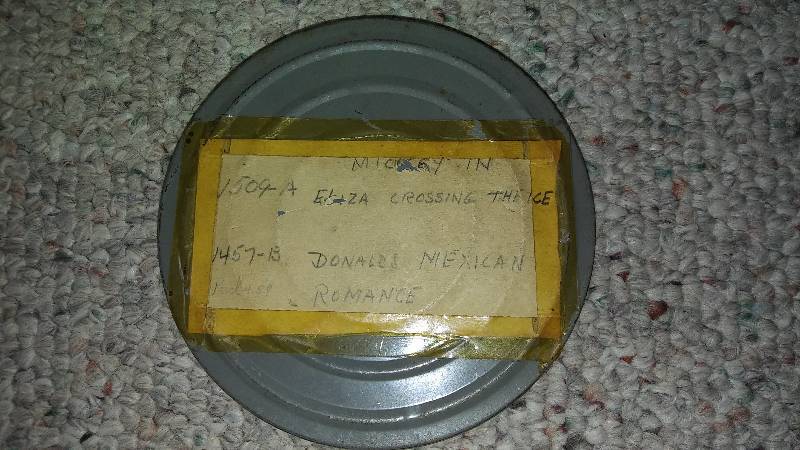 MICKEY IN
1509-A ELIZA CROSSING THE ICE
1457-B DONALDS MEXICAN
ROMANCE